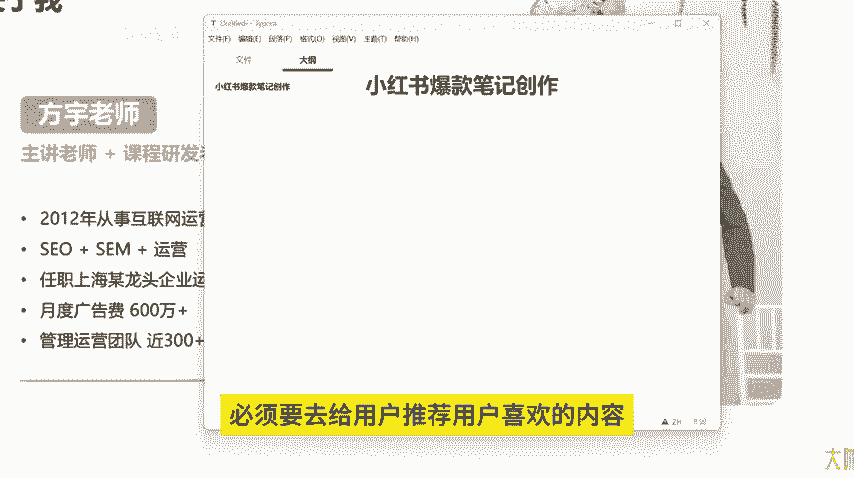 于我
Untitled - Typora
文件(F) 编辑(E) 段落(P) 格式(O) 视图(V) 主题(T) 帮助(H)
文件 大纲
小红书爆款笔记创作
小红书爆款笔记创作
方宇老师
主讲老师 + 课程研发
• 2012年从事互联网运营
• SEO + SEM + 运营
• 任职上海某龙头企业运
• 月度广告费 600万+
• 管理运营团队 近300+
必须要去给用户推荐用户喜欢的内容
ZH
大